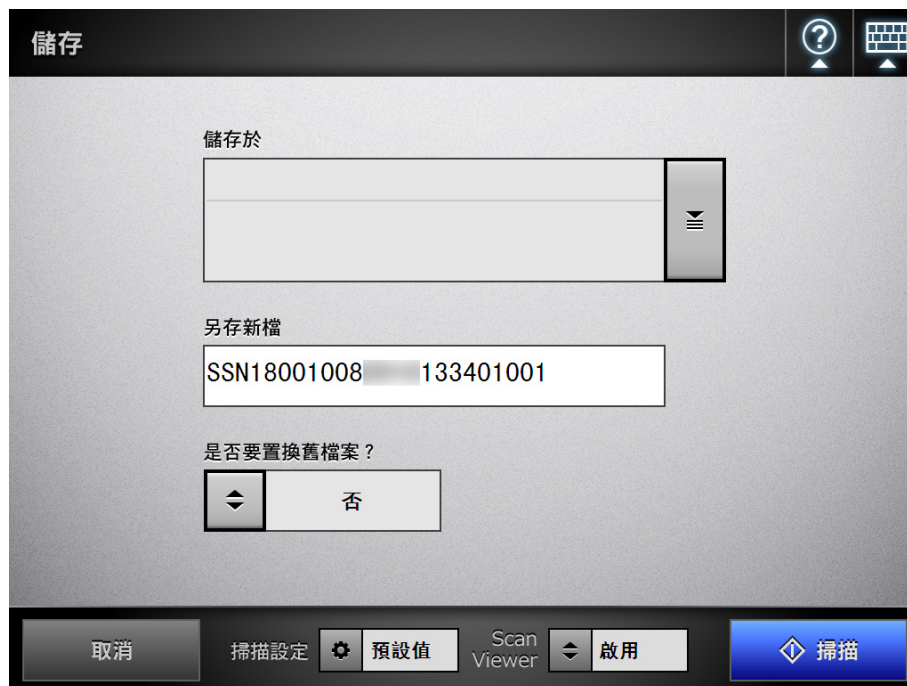 儲存
儲存於
另存新檔
SSN18001008 133401001
是否要置換舊檔案？
否
取消
掃描設定
預設值
Scan Viewer
啟用
掃描